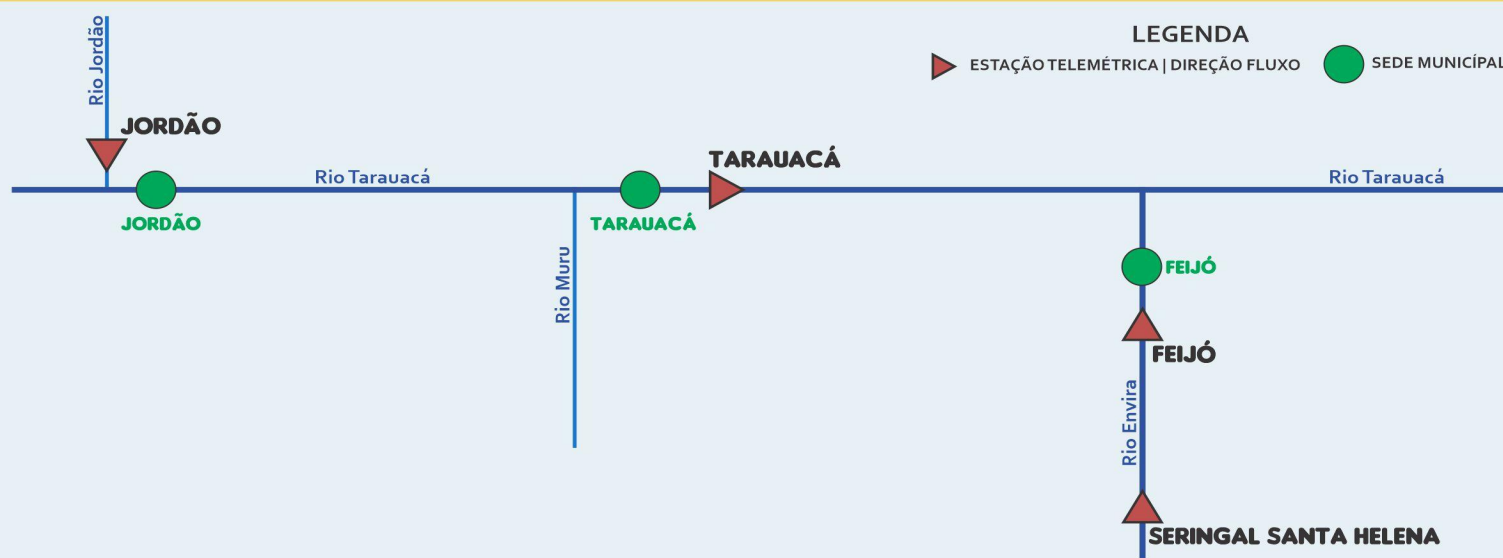 LEGENDA
ESTAÇÃO TELEMÉTRICA | DIREÇÃO FLUXO
SEDE MUNICÍPAL
Rio Jordão
JORDÃO
Rio Tarauacá
TARAUACÁ
Rio Tarauacá
JORDÃO
TARAUACÁ
Rio Muru
FEIJÓ
FEIJÓ
Rio Envira
SERINGAL SANTA HELENA